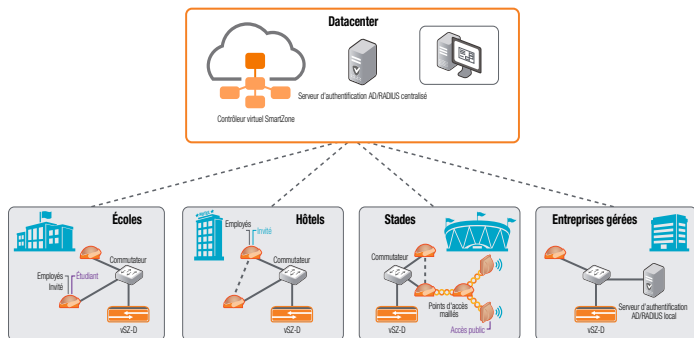 Datacenter
Serveur d'authentification AD/RADIUS centralisé
Contrôleur virtuel SmartZone
Écoles
Commutateur
Employés
Étudiant
Invité
vSZ-D
Hôtels
Employés
Invité
Commutateur
vSZ-D
Stades
Commutateur
Points d'accès
maillés
vSZ-D
Accès public
Entreprises gérées
Commutateur
Serveur d'authentification
AD/RADIUS local
vSZ-D